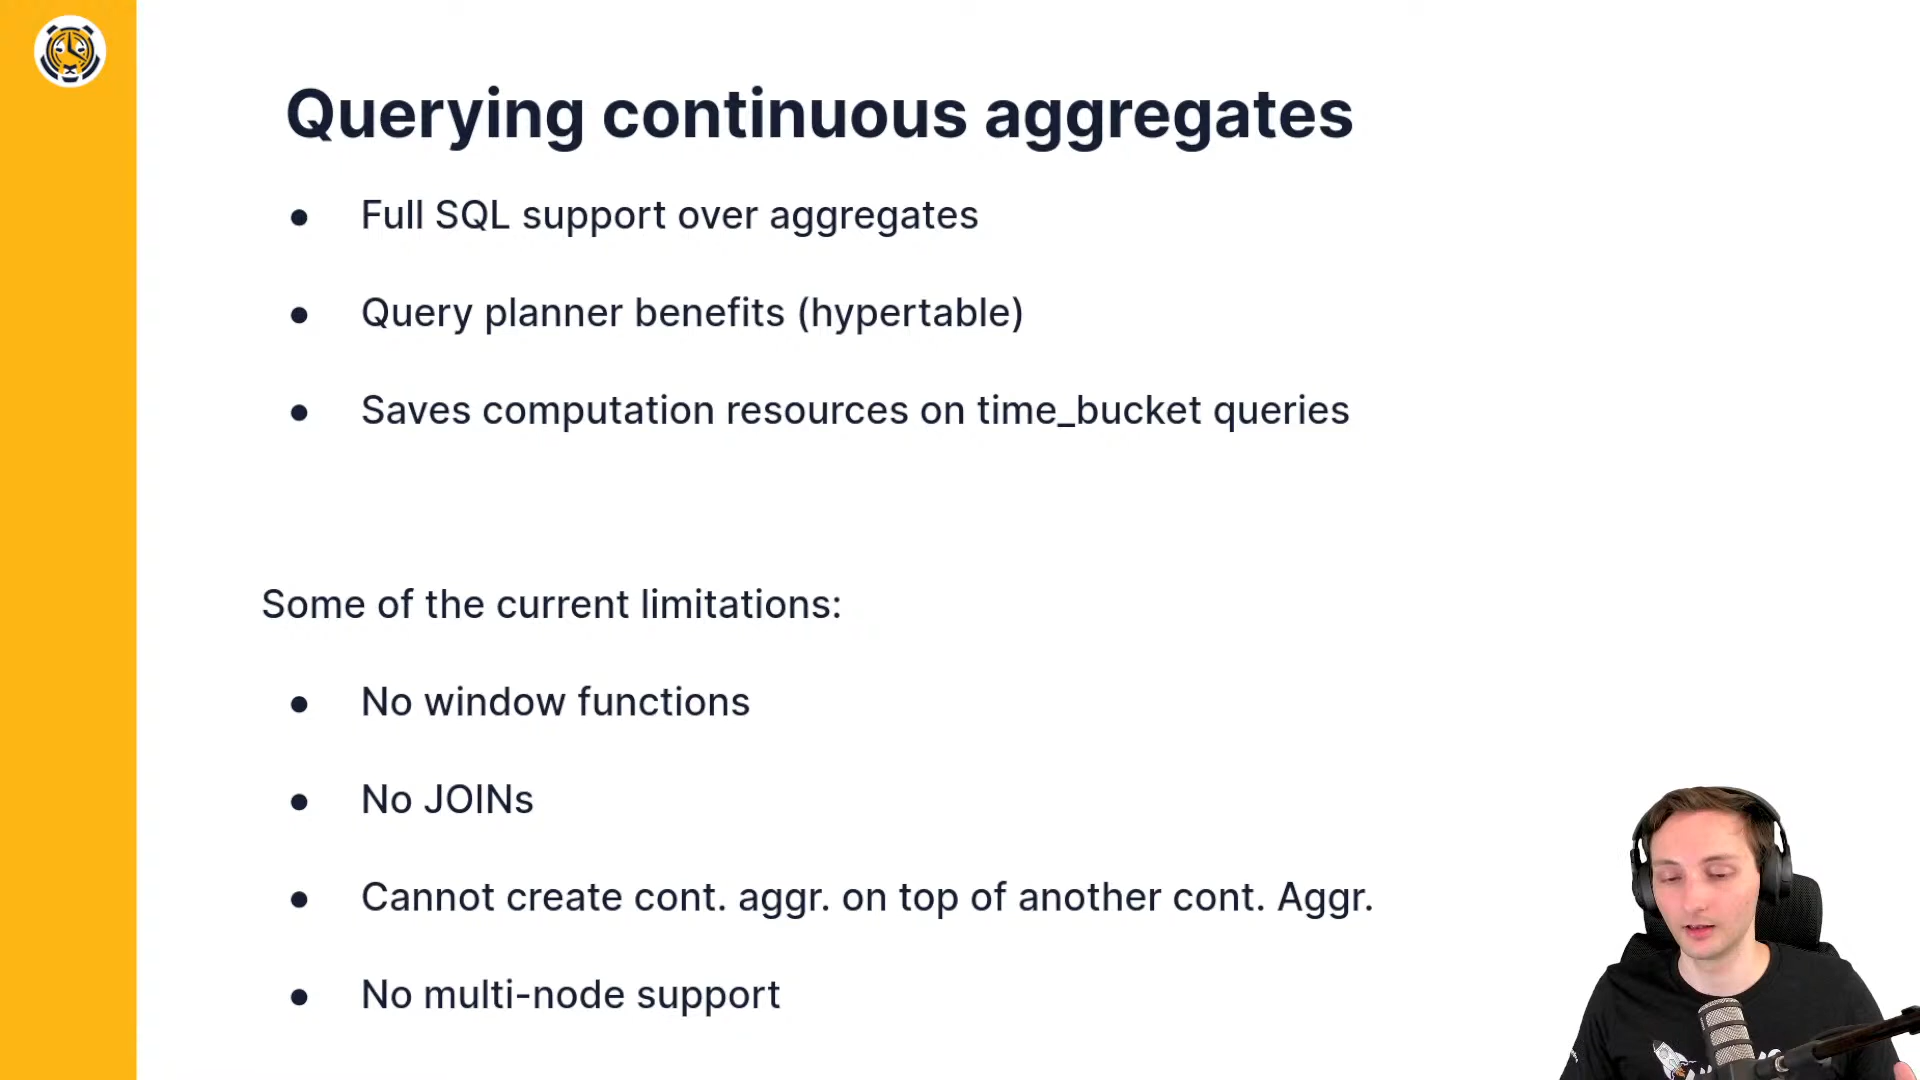 Querying continuous aggregates
● Full SQL support over aggregates
● Query planner benefits (hypertable)
● Saves computation resources on time_bucket queries
Some of the current limitations:
● No window functions
● No JOINs
● Cannot create cont. aggr. on top of another cont. Aggr.
● No multi-node support